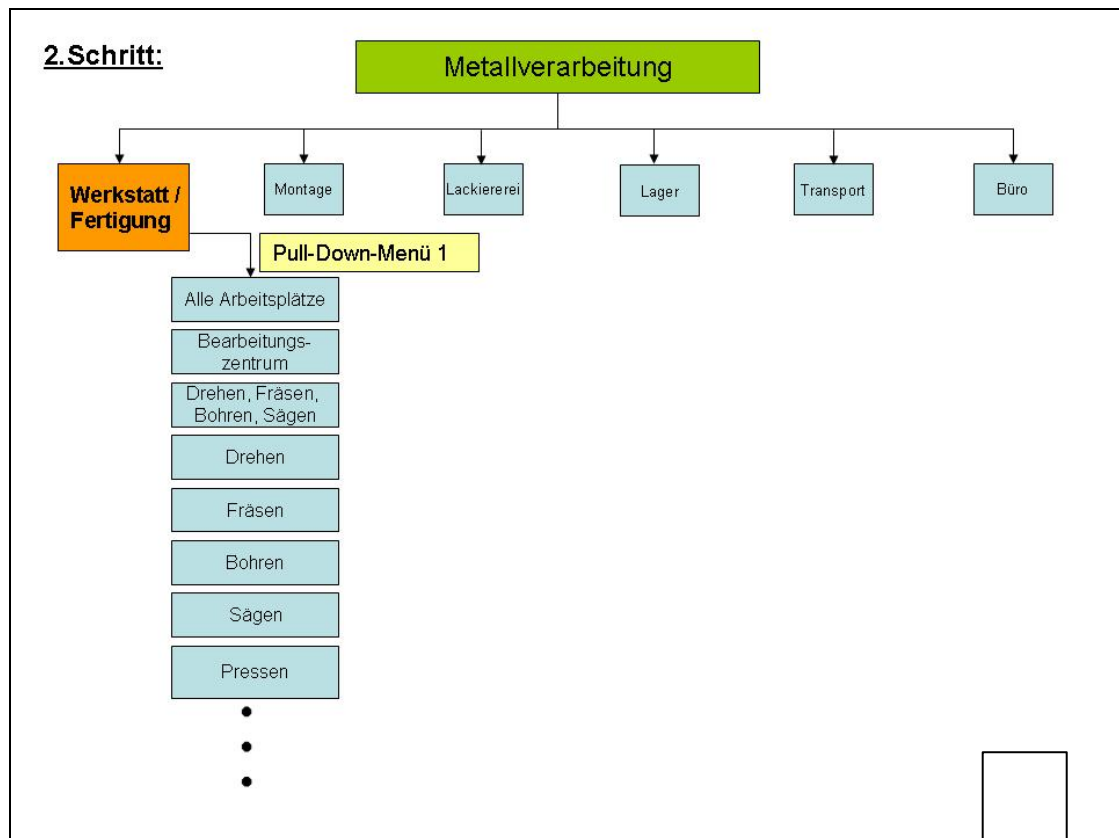 2.Schritt:
Metallverarbeitung
Werkstatt /
Fertigung
Montage
Lackiererei
Lager
Transport
Büro
Pull-Down-Menü 1
Alle Arbeitsplätze
Bearbeitungs-
zentrum
Drehen, Fräsen,
Bohren, Sägen
Drehen
Fräsen
Bohren
Sägen
Pressen